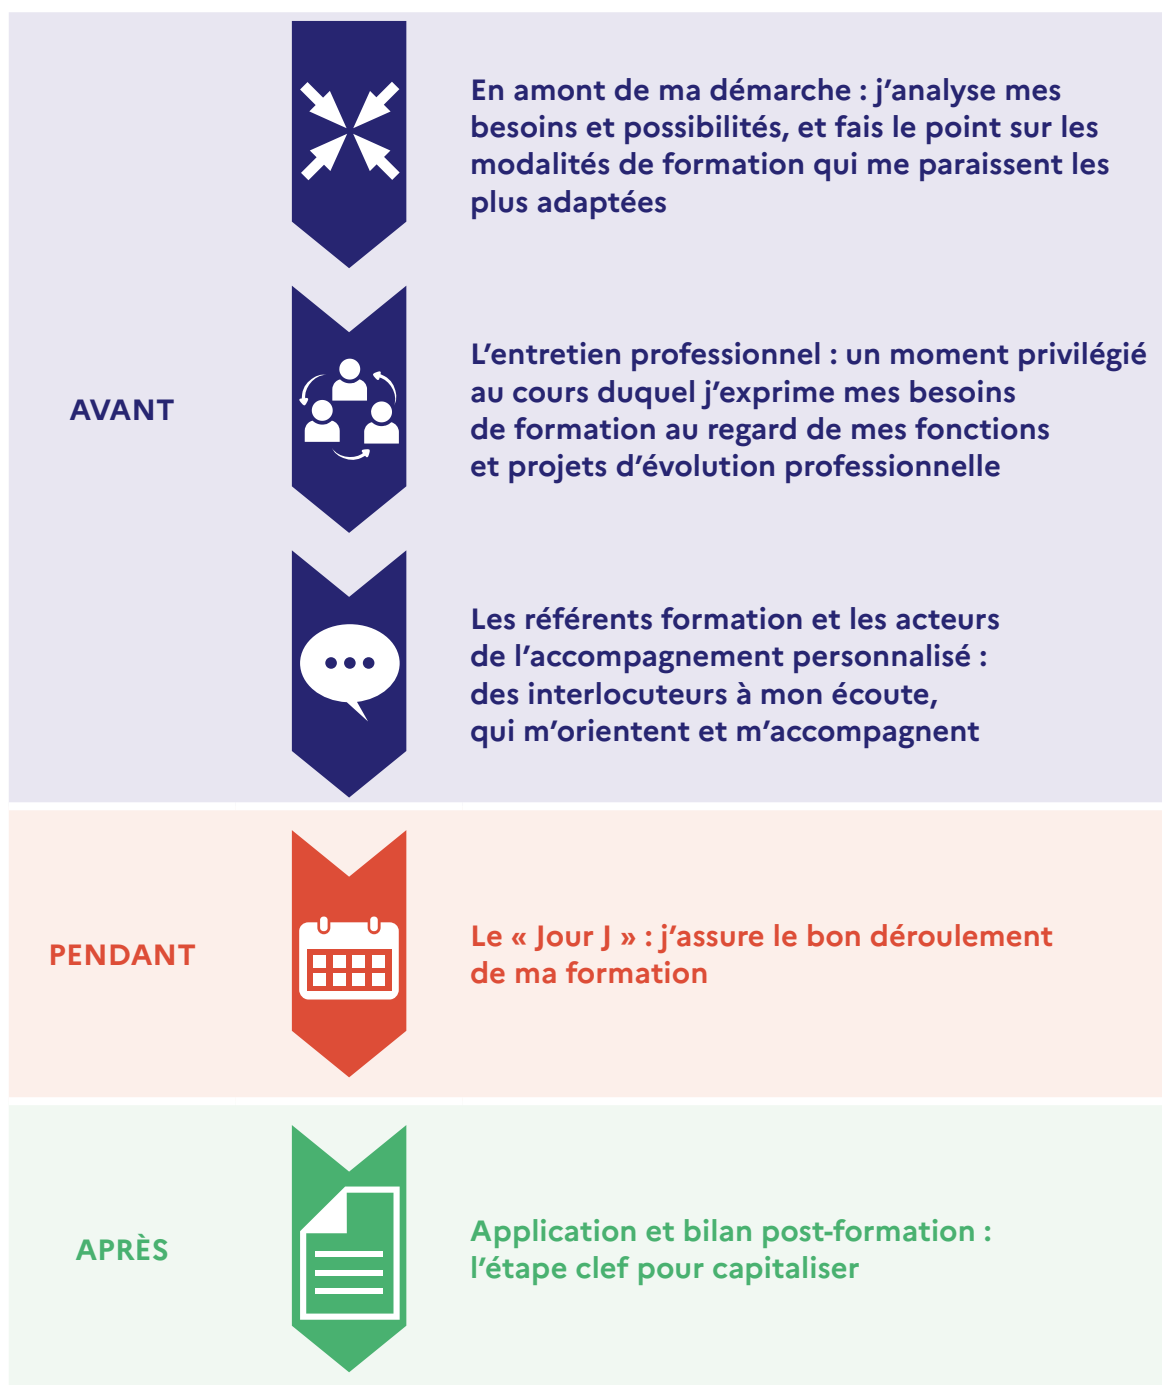 En amont de ma démarche : j’analyse mes
besoins et possibilités, et fais le point sur les
modalités de formation qui me paraissent les
plus adaptées
AVANT
L’entretien professionnel : un moment privilégié
au cours duquel j’exprime mes besoins
de formation au regard de mes fonctions
et projets d’évolution professionnelle
Les référents formation et les acteurs
de l’accompagnement personnalisé :
des interlocuteurs à mon écoute,
qui m’orientent et m’accompagnent
PENDANT
Le « Jour J » : j’assure le bon déroulement
de ma formation
APRÈS
Application et bilan post-formation :
l’étape clef pour capitaliser